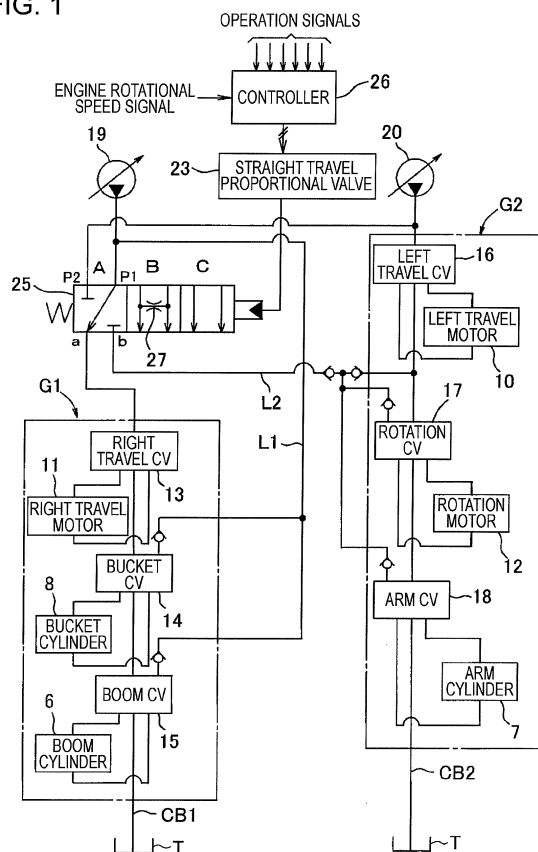 FIG. 1
OPERATION SIGNALS
26
ENGINE ROTATIONAL
SPEED SIGNAL
CONTROLLER
19
20
23
STRAIGHT TRAVEL
PROPORTIONAL VALVE
G2
P2
A
P1
B
C
25
a
b
27
LEFT
TRAVEL CV
16
LEFT TRAVEL
MOTOR
10
L2
G1
L1
17
ROTATION
CV
RIGHT
TRAVEL CV
11
13
RIGHT TRAVEL
MOTOR
ROTATION
MOTOR
12
BUCKET
CV
14
8
BUCKET
CYLINDER
ARM CV
18
BOOM CV
15
6
BOOM
CYLINDER
ARM
CYLINDER
7
CB1
CB2
T
T